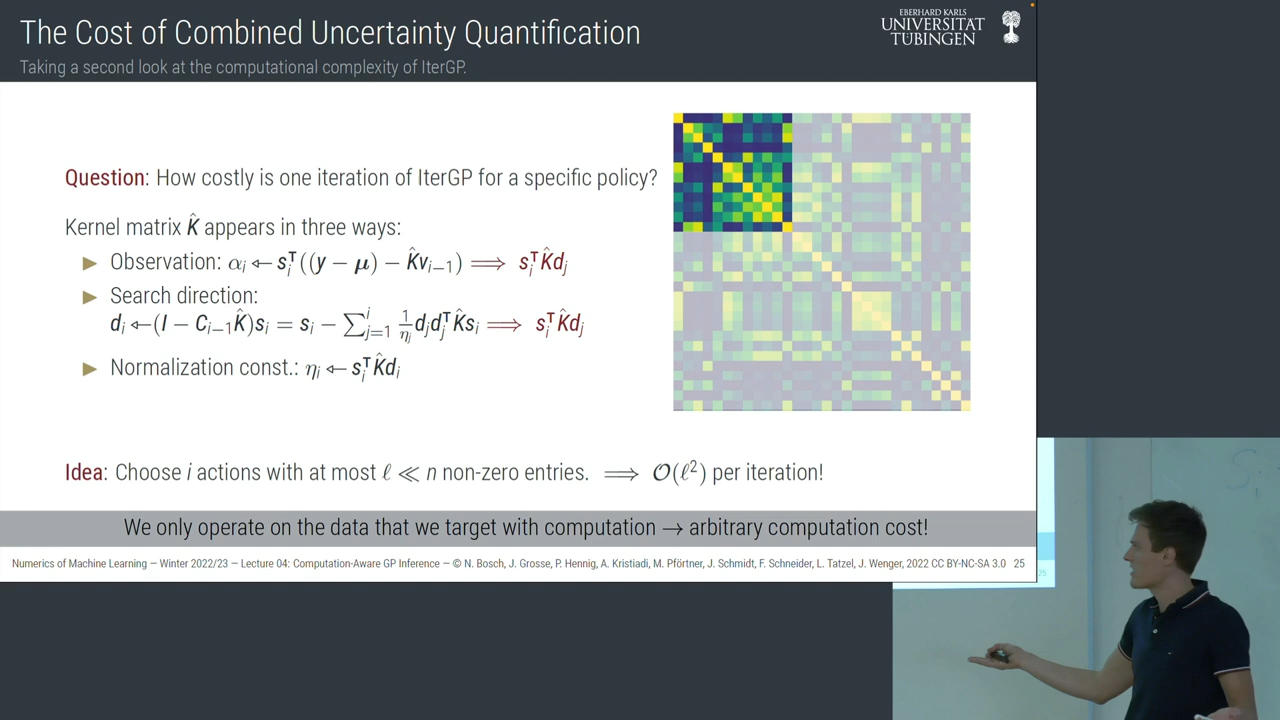 The Cost of Combined Uncertainty Quantification
Taking a second look at the computational complexity of IterGP.
EBERHARD KARLS
UNIVERSITÄT
TÜBINGEN
Question: How costly is one iteration of IterGP for a specific policy?
Kernel matrix K̂ appears in three ways:
▶ Observation: αᵢ ← sᵢᵀ((y − μ) − K̂vᵢ₋₁) ⟹ sᵢᵀK̂dⱼ
▶ Search direction:
dᵢ ← (I − Cᵢ₋₁K̂)sᵢ = sᵢ − ∑ⱼ₌₁ⁱ 1/ηⱼ dⱼdⱼᵀK̂sᵢ ⟹ sᵢᵀK̂dⱼ
▶ Normalization const.: ηᵢ ← sᵢᵀK̂dᵢ
Idea: Choose i actions with at most ℓ ≪ n non-zero entries. ⟹ O(ℓ²) per iteration!
We only operate on the data that we target with computation → arbitrary computation cost!
Numerics of Machine Learning — Winter 2022/23 — Lecture 04: Computation-Aware GP Inference — © N. Bosch, J. Grosse, P. Hennig, A. Kristiadi, M. Pförtner, J. Schmidt, F. Schneider, L. Tatzel, J. Wenger, 2022 CC BY-NC-SA 3.0 25
25